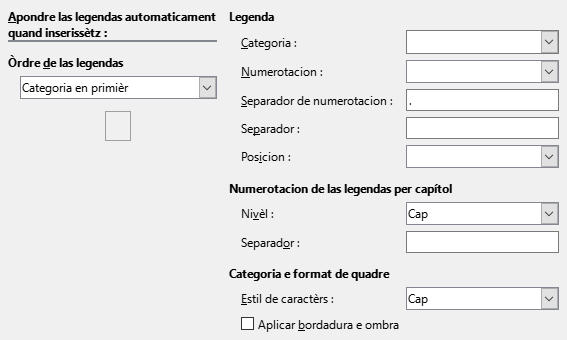 Apondre las legendas automaticament
quand inserissètz :
Òrdre de las legendas
Categoria en primièr
Legenda
Categoria :
Numerotacion :
Separador de numerotacion : .
Separador :
Posicion :
Numerotacion de las legendas per capítol
Nivèl : Cap
Separador :
Categoria e format de quadre
Estil de caractèrs : Cap
Aplicar bordadura e ombra